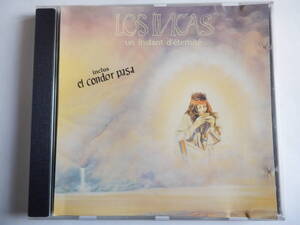 LOS INCAS
un instant d'éternité
inclus
el condor pasa